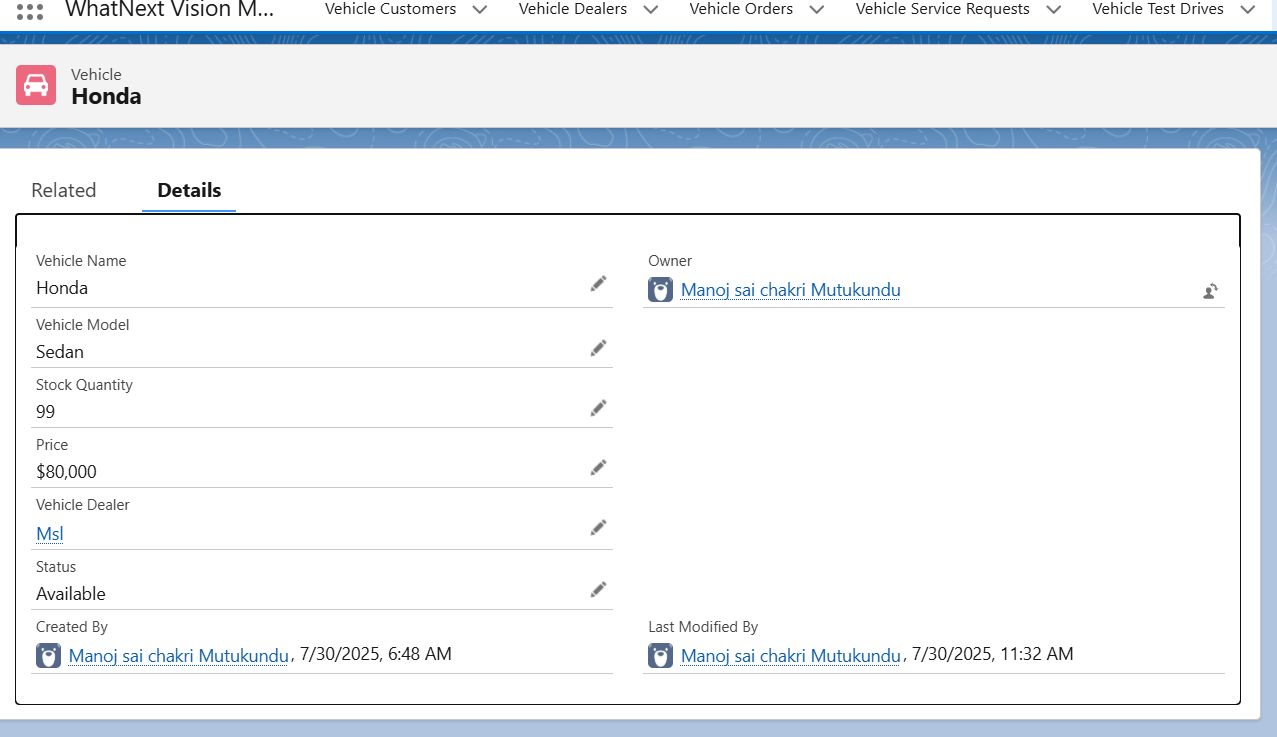 WhatNext Vision M...
Vehicle Customers
Vehicle Dealers
Vehicle Orders
Vehicle Service Requests
Vehicle Test Drives
Vehicle
Honda
Related
Details
Vehicle Name
Honda
Owner
Manoj sai chakri Mutukundu
Vehicle Model
Sedan
Stock Quantity
99
Price
$80,000
Vehicle Dealer
Msl
Status
Available
Created By
Manoj sai chakri Mutukundu, 7/30/2025, 6:48 AM
Last Modified By
Manoj sai chakri Mutukundu, 7/30/2025, 11:32 AM